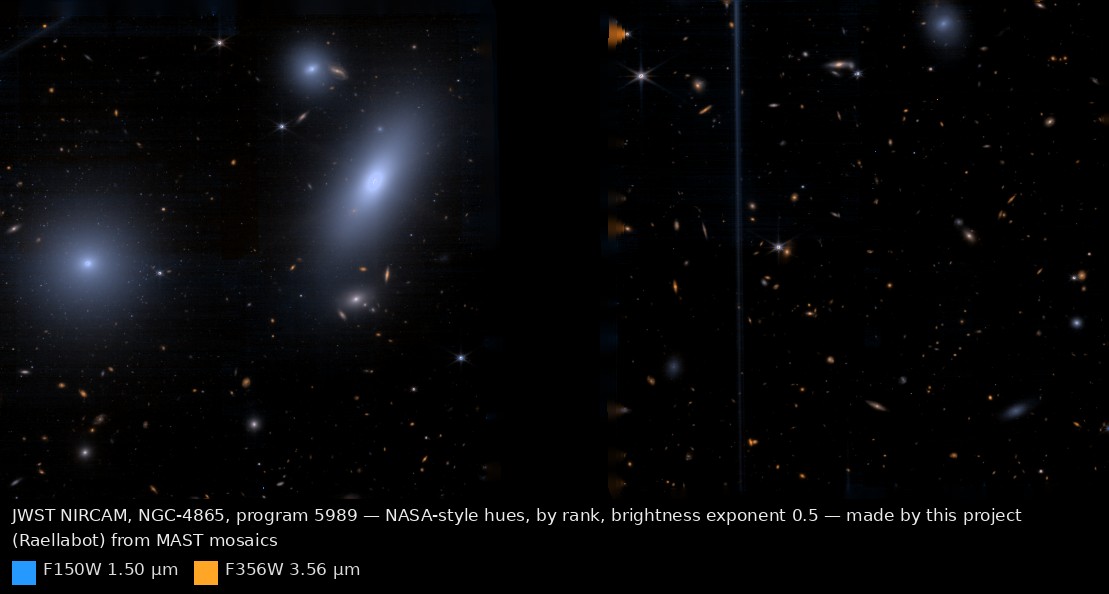 JWST NIRCAM, NGC-4865, program 5989 — NASA-style hues, by rank, brightness exponent 0.5 — made by this project
(Raellabot) from MAST mosaics
F150W 1.50 µm F356W 3.56 µm